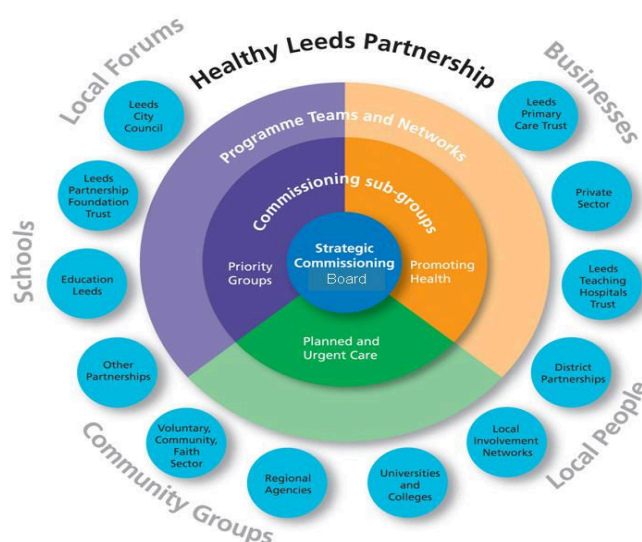 Healthy Leeds Partnership
Local Forums
Businesses
Schools
Community Groups
Local People
Programme Teams and Networks
Commissioning sub-groups
Strategic
Commissioning
Board
Priority
Groups
Promoting
Health
Planned and
Urgent Care
Leeds
City
Council
Leeds
Partnership
Foundation
Trust
Education
Leeds
Other
Partnerships
Voluntary,
Community,
Faith
Sector
Regional
Agencies
Universities
and
Colleges
Local
Involvement
Networks
District
Partnerships
Leeds
Teaching
Hospitals
Trust
Private
Sector
Leeds
Primary
Care Trust